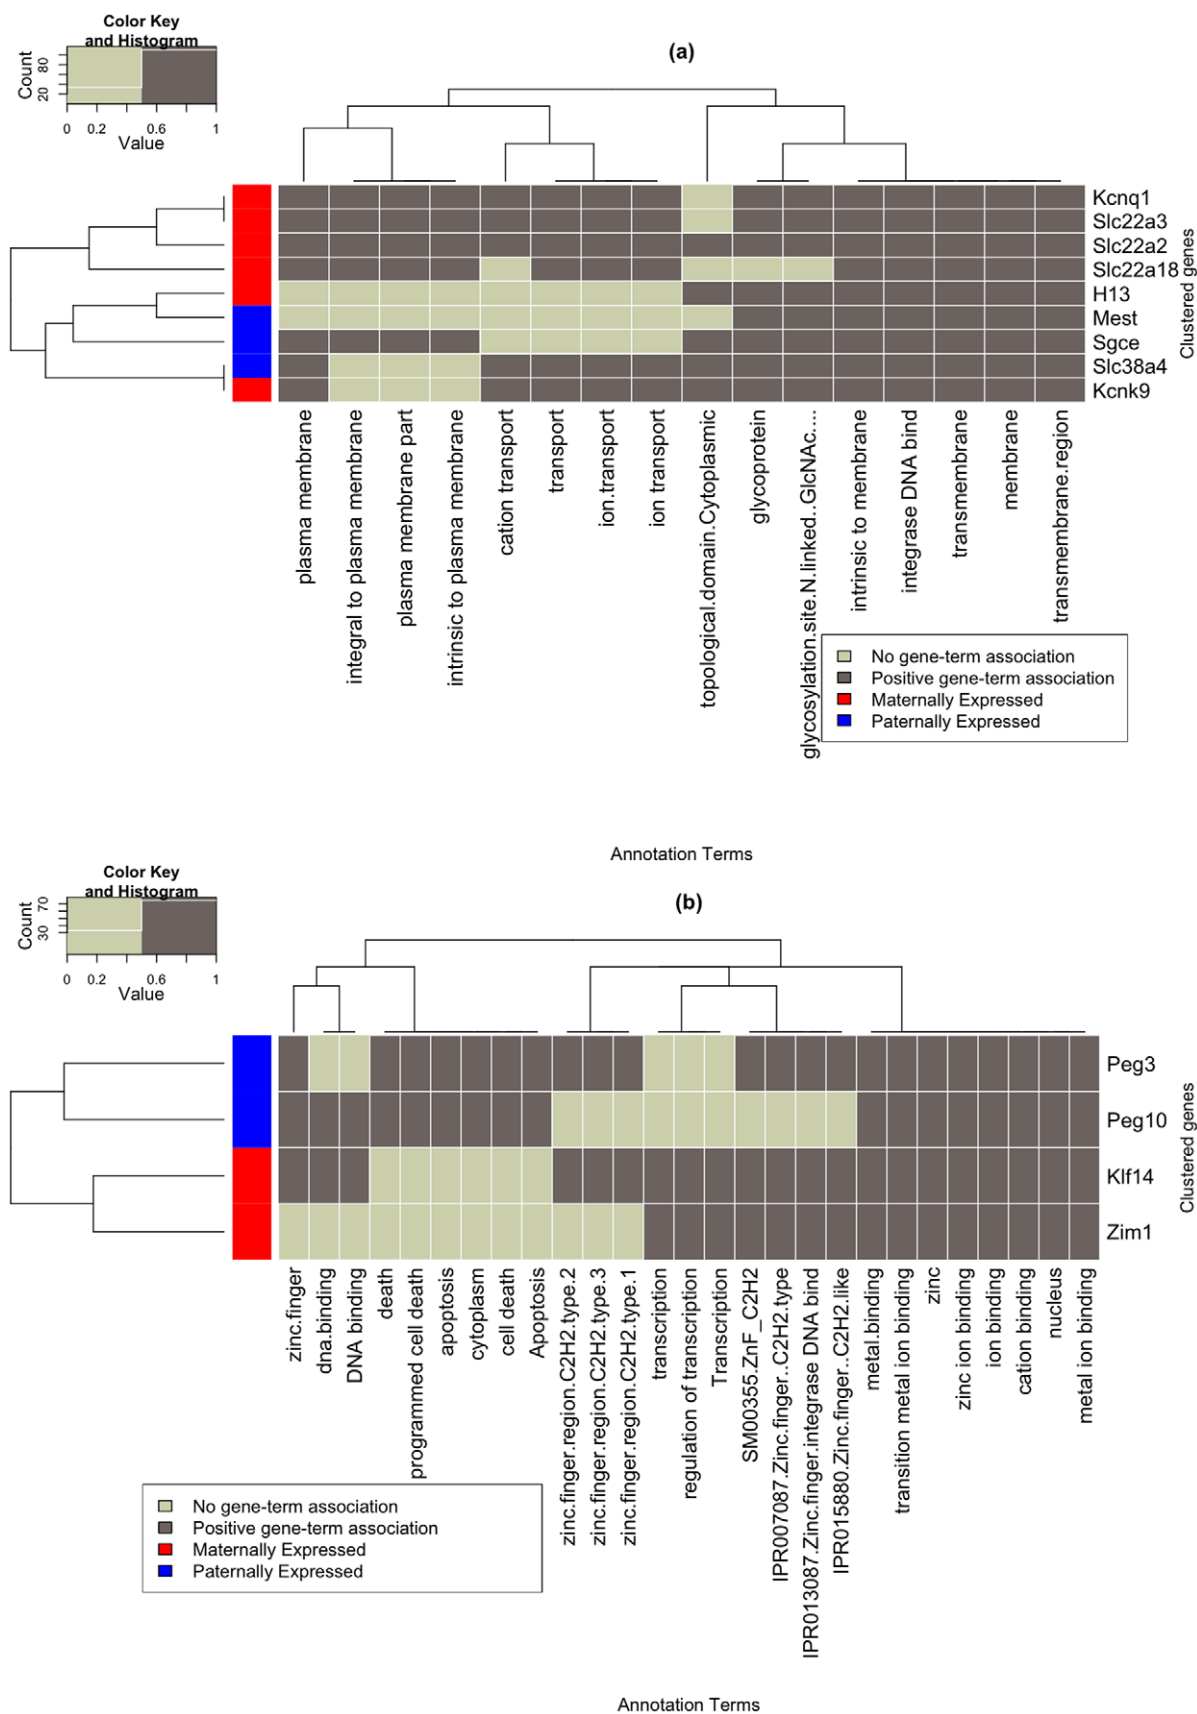 Color Key
and Histogram
Count
20
80
0 0.2 0.6 1
Value
(a)
Kcnq1
Slc22a3
Slc22a2
Slc22a18
H13
Mest
Sgce
Slc38a4
Kcnk9
Clustered genes
plasma membrane
integral to plasma membrane
plasma membrane part
intrinsic to plasma membrane
cation transport
transport
ion.transport
ion transport
topological.domain.Cytoplasmic
glycoprotein
glycosylation.site.N.linked..GlcNAc....
intrinsic to membrane
integrase DNA bind
transmembrane
membrane
transmembrane.region
No gene-term association
Positive gene-term association
Maternally Expressed
Paternally Expressed
Annotation Terms
Color Key
and Histogram
Count
30
70
0 0.2 0.6 1
Value
(b)
Peg3
Peg10
Klf14
Zim1
Clustered genes
zinc.finger
dna.binding
DNA binding
death
programmed cell death
apoptosis
cytoplasm
cell death
Apoptosis
zinc.finger.region.C2H2.type.2
zinc.finger.region.C2H2.type.3
zinc.finger.region.C2H2.type.1
transcription
regulation of transcription
Transcription
SM00355.ZnF_C2H2
IPR007087.Zinc.finger..C2H2.type
IPR013087.Zinc.finger.integrase DNA bind
IPR015880.Zinc.finger..C2H2.like
metal.binding
transition metal ion binding
zinc
zinc ion binding
ion binding
cation binding
nucleus
metal ion binding
No gene-term association
Positive gene-term association
Maternally Expressed
Paternally Expressed
Annotation Terms